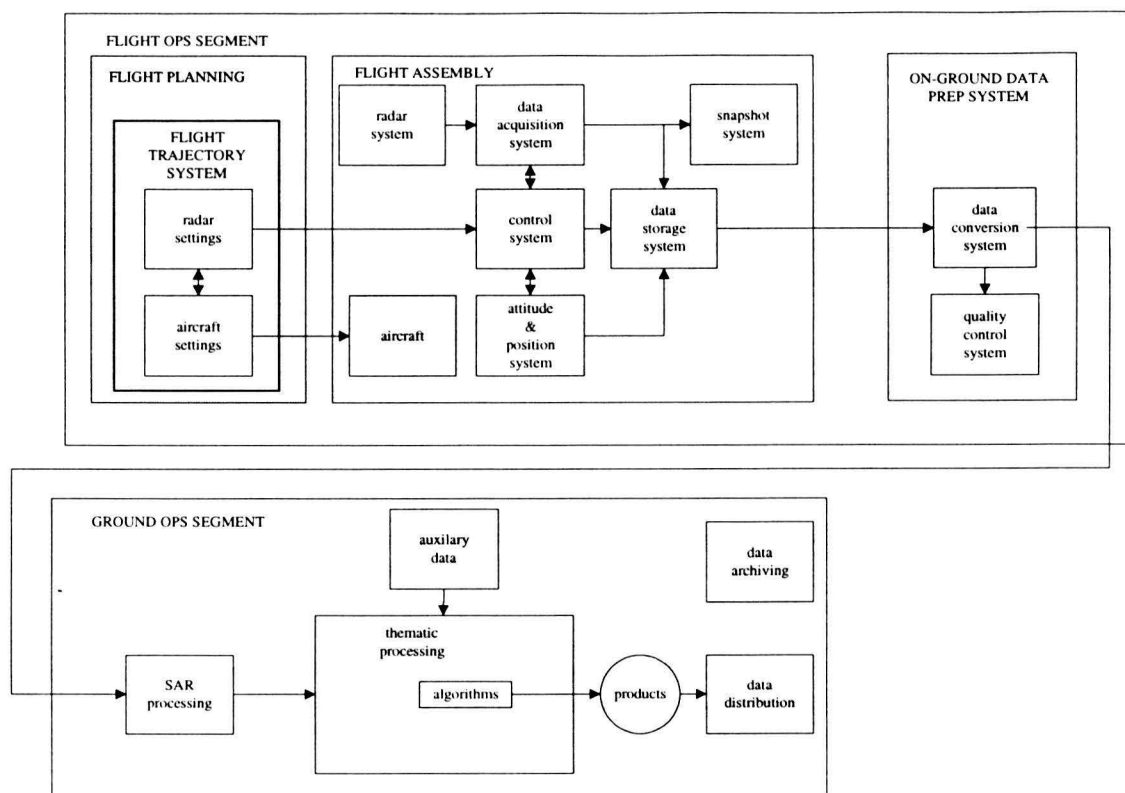 FLIGHT OPS SEGMENT
FLIGHT PLANNING
FLIGHT
TRAJECTORY
SYSTEM
radar
settings
aircraft
settings
FLIGHT ASSEMBLY
radar
system
data
acquisition
system
snapshot
system
control
system
data
storage
system
aircraft
attitude
&
position
system
ON-GROUND DATA
PREP SYSTEM
data
conversion
system
quality
control
system
GROUND OPS SEGMENT
auxilary
data
data
archiving
thematic
processing
SAR
processing
algorithms
products
data
distribution